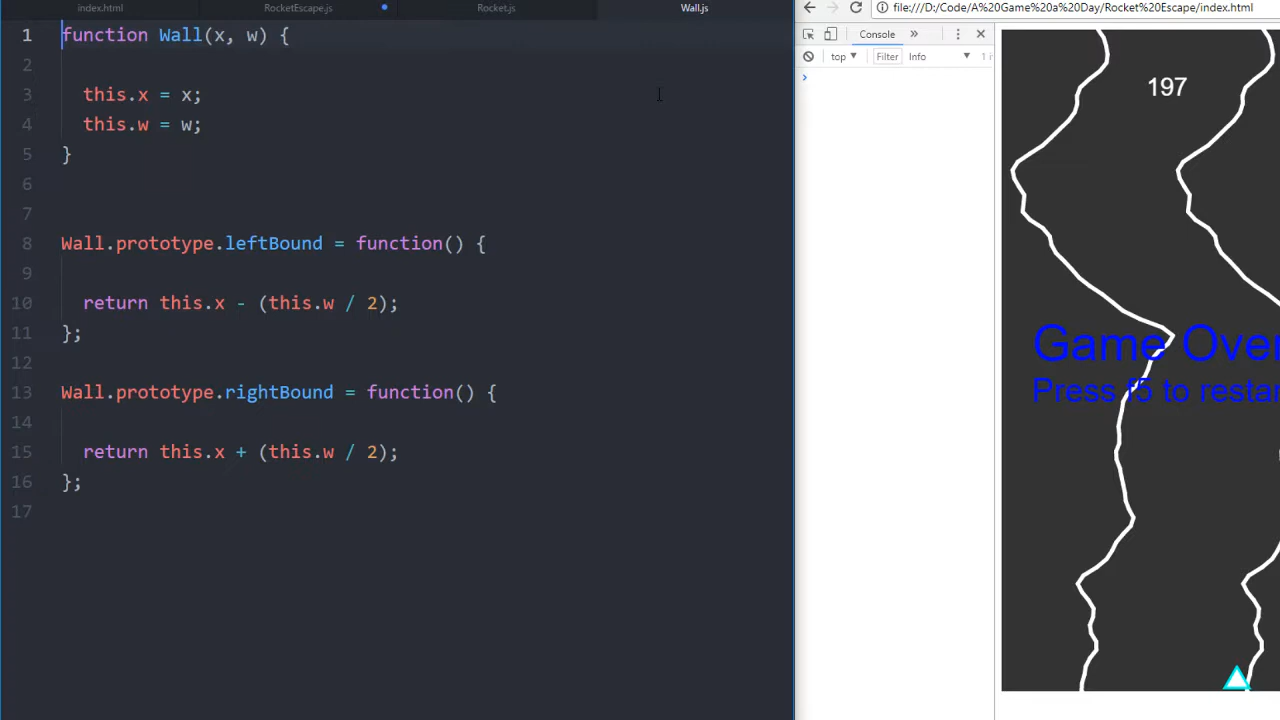 index.html
RocketEscape.js
Rocket.js
Wall.js
1 function Wall(x, w) {
2
3 this.x = x;
4 this.w = w;
5 }
6
7
8 Wall.prototype.leftBound = function() {
9
10 return this.x - (this.w / 2);
11 };
12
13 Wall.prototype.rightBound = function() {
14
15 return this.x + (this.w / 2);
16 };
17
file:///D:/Code/A%20Game%20a%20Day/Rocket%20Escape/index.html
Console »
top ▼ Filter Info ▼ 1
197
Game Over
Press f5 to restar